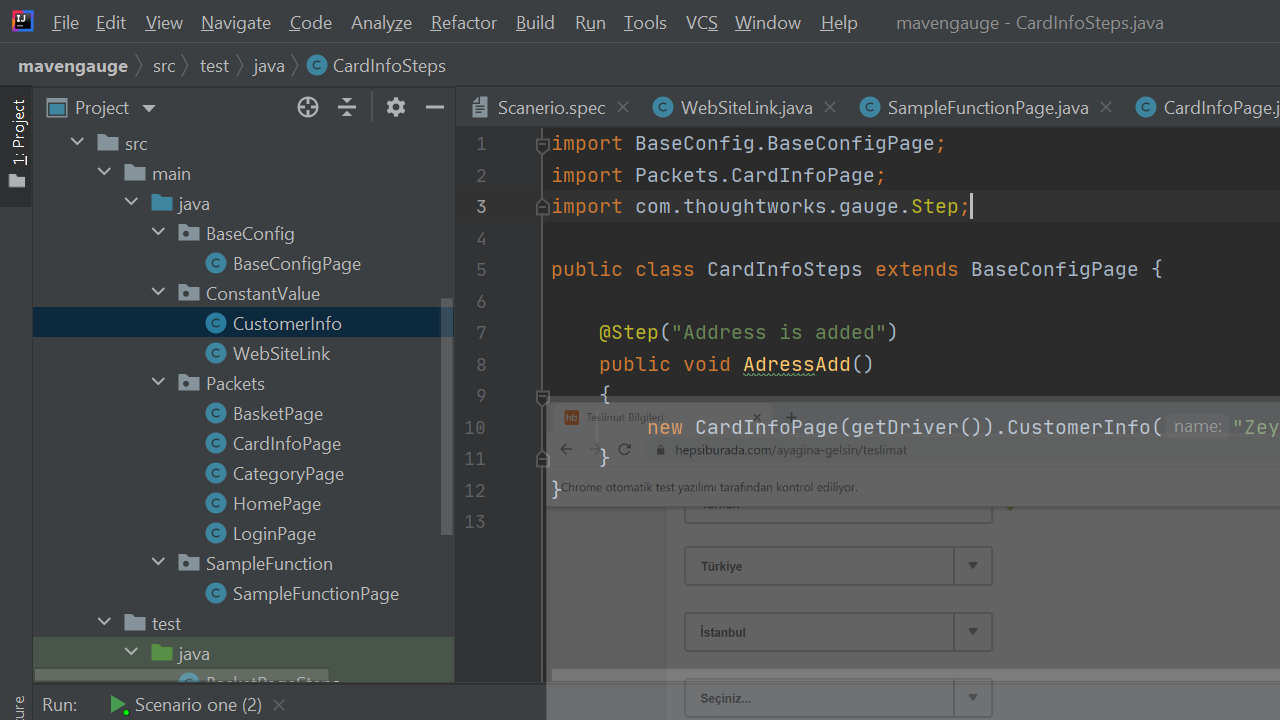 File Edit View Navigate Code Analyze Refactor Build Run Tools VCS Window Help mavengauge - CardInfoSteps.java
mavengauge src test java CardInfoSteps
1: Project
Project
src
main
java
BaseConfig
BaseConfigPage
ConstantValue
CustomerInfo
WebSiteLink
Packets
BasketPage
CardInfoPage
CategoryPage
HomePage
LoginPage
SampleFunction
SampleFunctionPage
test
java
BasketPageSteps
Scanerio.spec WebSiteLink.java SampleFunctionPage.java CardInfoPage.j
1 import BaseConfig.BaseConfigPage;
2 import Packets.CardInfoPage;
3 import com.thoughtworks.gauge.Step;
4
5 public class CardInfoSteps extends BaseConfigPage {
6
7 @Step("Address is added")
8 public void AdressAdd()
9 {
10 new CardInfoPage(getDriver()).CustomerInfo( name: "Zey
11 }
12 }
13
hb Teslimat Bilgileri
hepsiburada.com/ayagina-gelsin/teslimat
Chrome otomatik test yazılımı tarafından kontrol ediliyor.
Türkiye
İstanbul
Seçiniz...
Run: Scenario one (2)